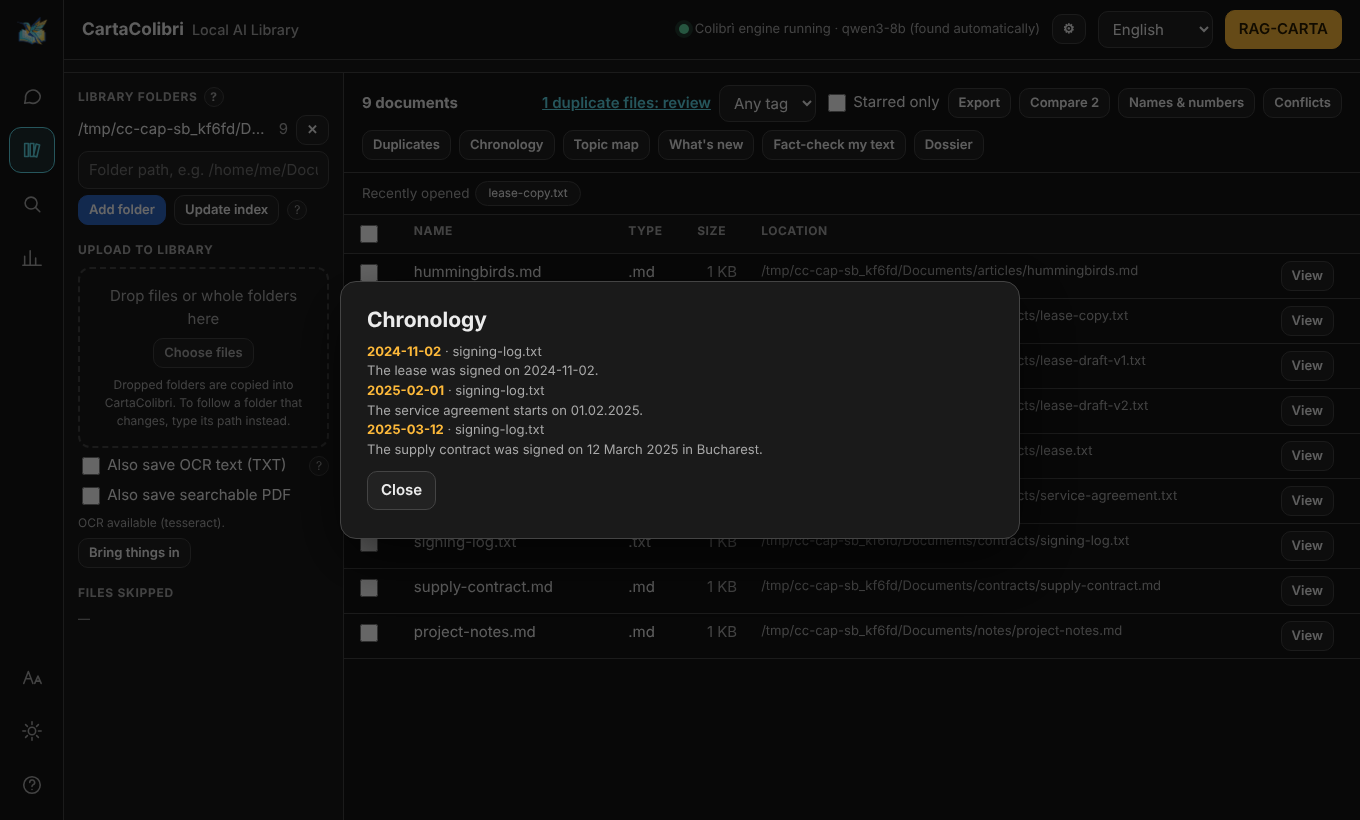 CartaColibri Local AI Library
Colibrì engine running · qwen3-8b (found automatically)
English
RAG-CARTA
LIBRARY FOLDERS ?
/tmp/cc-cap-sb_kf6fd/D... 9 ×
Folder path, e.g. /home/me/Docu
Add folder
Update index
?
UPLOAD TO LIBRARY
Drop files or whole folders
here
Choose files
Dropped folders are copied into
CartaColibri. To follow a folder that
changes, type its path instead.
Also save OCR text (TXT) ?
Also save searchable PDF
OCR available (tesseract).
Bring things in
FILES SKIPPED
—
AA
9 documents
1 duplicate files: review
Any tag
Starred only
Export
Compare 2
Names & numbers
Conflicts
Duplicates
Chronology
Topic map
What's new
Fact-check my text
Dossier
Recently opened lease-copy.txt
NAME TYPE SIZE LOCATION
hummingbirds.md .md 1 KB /tmp/cc-cap-sb_kf6fd/Documents/articles/hummingbirds.md View
cts/lease-copy.txt View
cts/lease-draft-v1.txt View
cts/lease-draft-v2.txt View
cts/lease.txt View
cts/service-agreement.txt View
signing-log.txt .txt 1 KB /tmp/cc-cap-sb_kf6fd/Documents/contracts/signing-log.txt View
supply-contract.md .md 1 KB /tmp/cc-cap-sb_kf6fd/Documents/contracts/supply-contract.md View
project-notes.md .md 1 KB /tmp/cc-cap-sb_kf6fd/Documents/notes/project-notes.md View
Chronology
2024-11-02 · signing-log.txt
The lease was signed on 2024-11-02.
2025-02-01 · signing-log.txt
The service agreement starts on 01.02.2025.
2025-03-12 · signing-log.txt
The supply contract was signed on 12 March 2025 in Bucharest.
Close